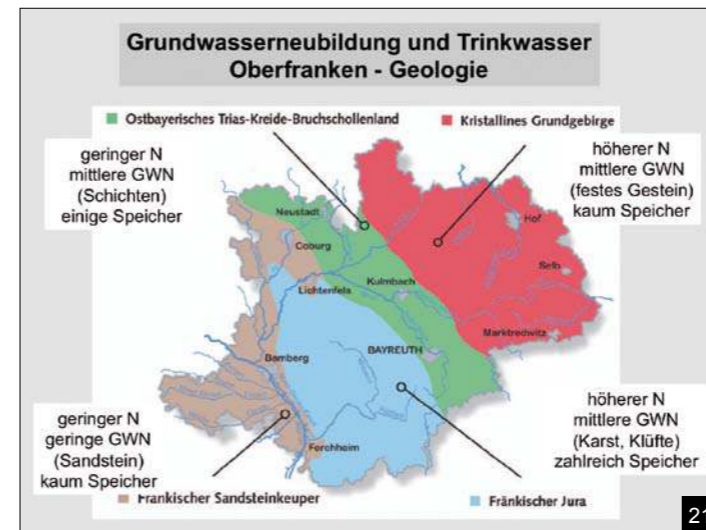 Grundwasserneubildung und Trinkwasser
Oberfranken - Geologie
Ostbayerisches Trias-Kreide-Bruchschollenland
Kristallines Grundgebirge
geringer N
mittlere GWN
(Schichten)
einige Speicher
höherer N
mittlere GWN
(festes Gestein)
kaum Speicher
Neustadt
Hof
Coburg
Selb
Kulmbach
Lichtenfels
Marktredwitz
BAYREUTH
Bamberg
Forchheim
geringer N
geringe GWN
(Sandstein)
kaum Speicher
höherer N
mittlere GWN
(Karst, Klüfte)
zahlreich Speicher
Fränkischer Sandsteinkeuper
Fränkischer Jura
21